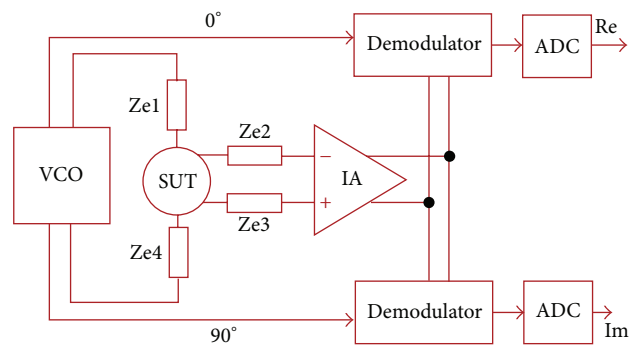 0°
Demodulator
ADC
Re
Ze1
Ze2
VCO
SUT
−
IA
+
Ze3
Ze4
Demodulator
ADC
90°
Im